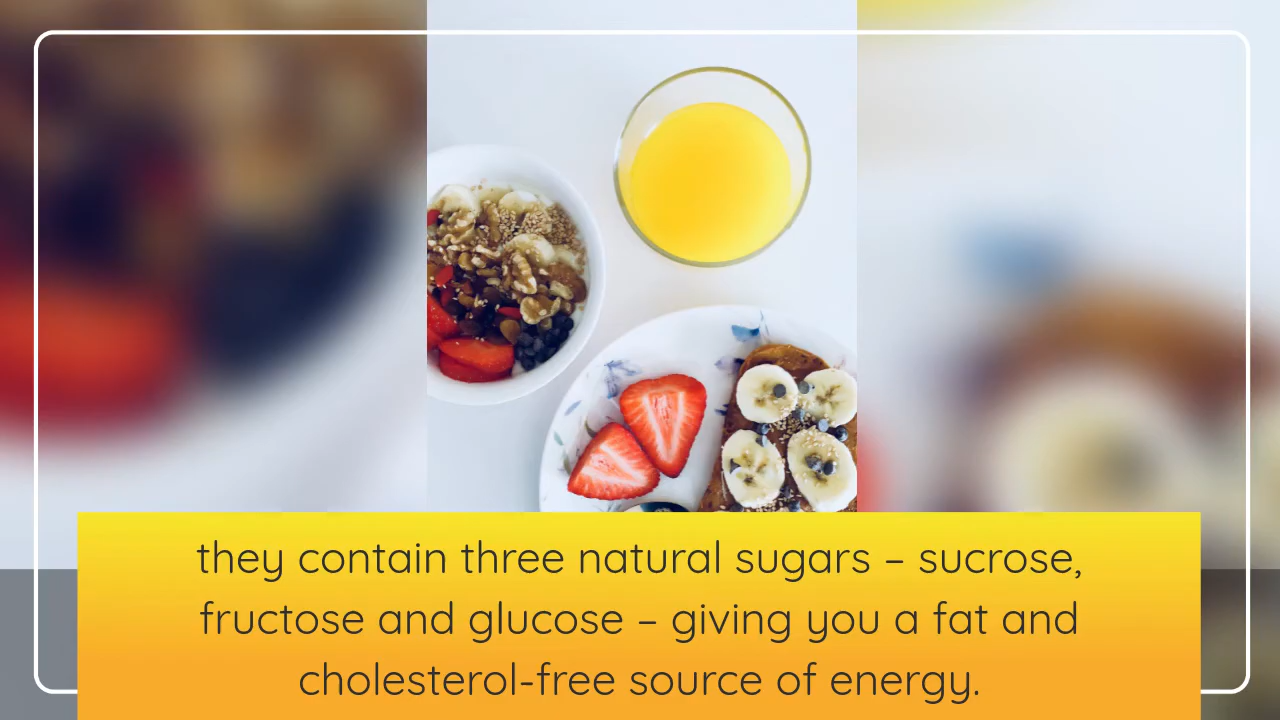 they contain three natural sugars – sucrose,
fructose and glucose – giving you a fat and
cholesterol-free source of energy.